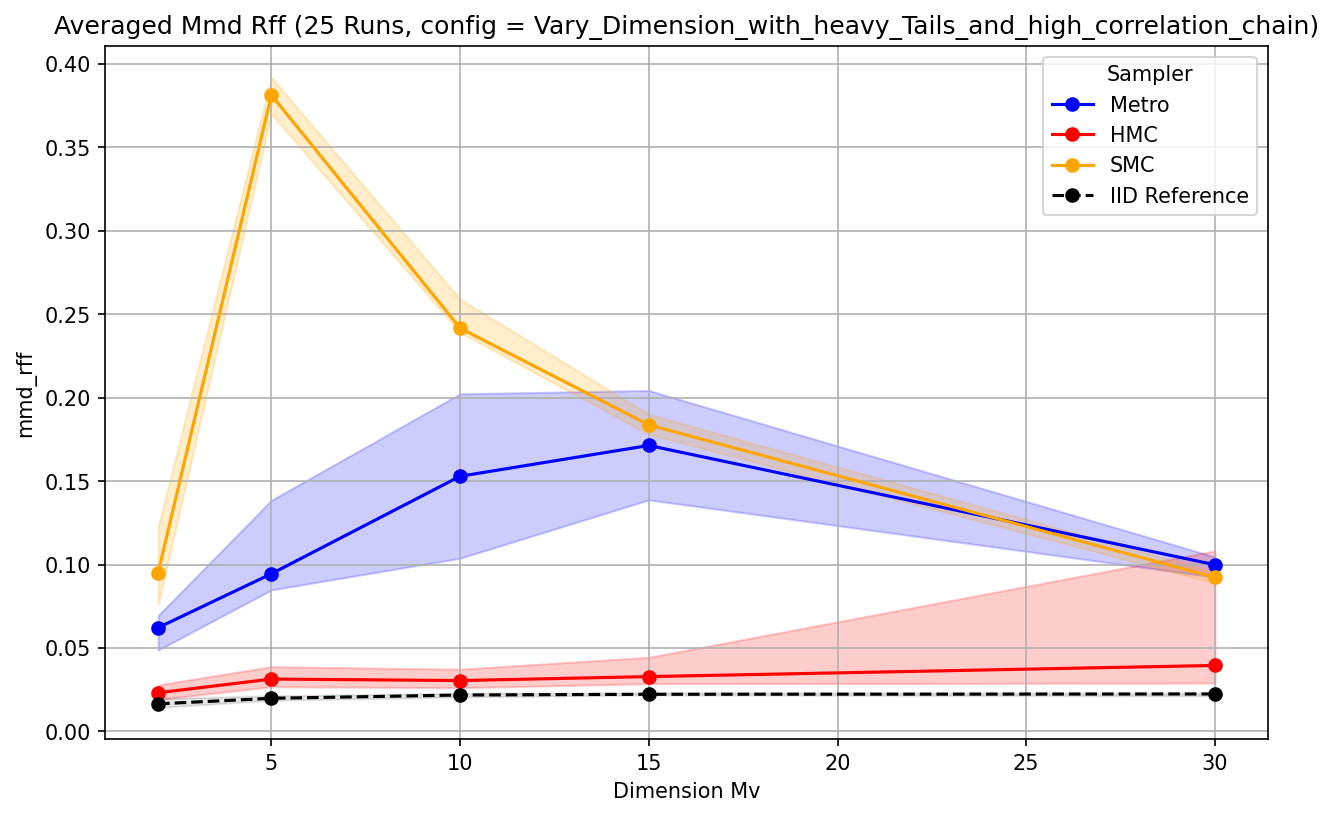 Averaged Mmd Rff (25 Runs, config = Vary_Dimension_with_heavy_Tails_and_high_correlation_chain)
Sampler
Metro
HMC
SMC
IID Reference
mmd_rff
0.40
0.35
0.30
0.25
0.20
0.15
0.10
0.05
0.00
5 10 15 20 25 30
Dimension Mv